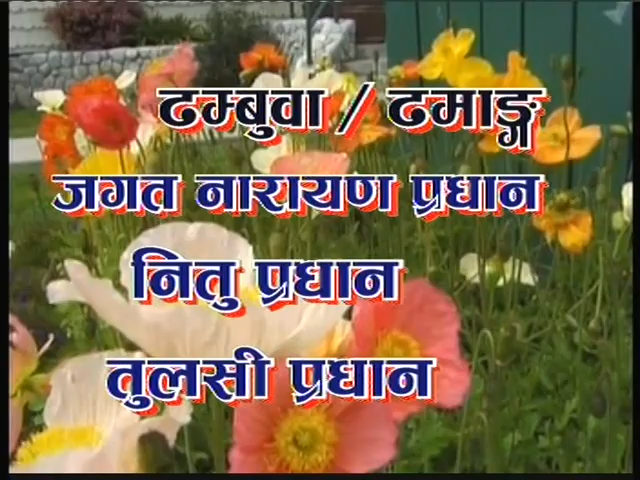 ढम्बुवा / ढमाङ्ग
जगत नारायण प्रधान
नितु प्रधान
तुलसी प्रधान